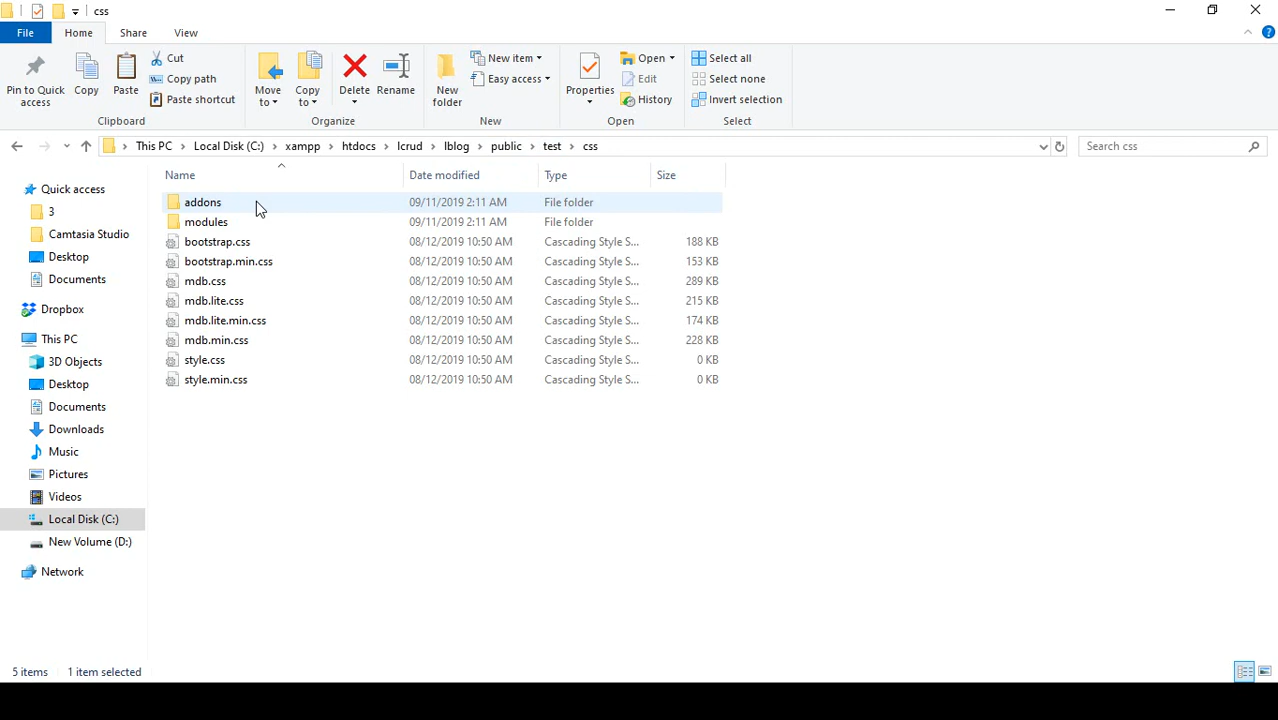 css
File Home Share View
Pin to Quick access
Copy
Paste
Cut
Copy path
Paste shortcut
Clipboard
Move to
Copy to
Delete
Rename
Organize
New folder
New item
Easy access
New
Properties
Open
Edit
History
Open
Select all
Select none
Invert selection
Select
This PC > Local Disk (C:) > xampp > htdocs > lcrud > lblog > public > test > css
Search css
Quick access
3
Camtasia Studio
Desktop
Documents
Dropbox
This PC
3D Objects
Desktop
Documents
Downloads
Music
Pictures
Videos
Local Disk (C:)
New Volume (D:)
Network
Name Date modified Type Size
addons 09/11/2019 2:11 AM File folder
modules 09/11/2019 2:11 AM File folder
bootstrap.css 08/12/2019 10:50 AM Cascading Style S... 188 KB
bootstrap.min.css 08/12/2019 10:50 AM Cascading Style S... 153 KB
mdb.css 08/12/2019 10:50 AM Cascading Style S... 289 KB
mdb.lite.css 08/12/2019 10:50 AM Cascading Style S... 215 KB
mdb.lite.min.css 08/12/2019 10:50 AM Cascading Style S... 174 KB
mdb.min.css 08/12/2019 10:50 AM Cascading Style S... 228 KB
style.css 08/12/2019 10:50 AM Cascading Style S... 0 KB
style.min.css 08/12/2019 10:50 AM Cascading Style S... 0 KB
5 items 1 item selected